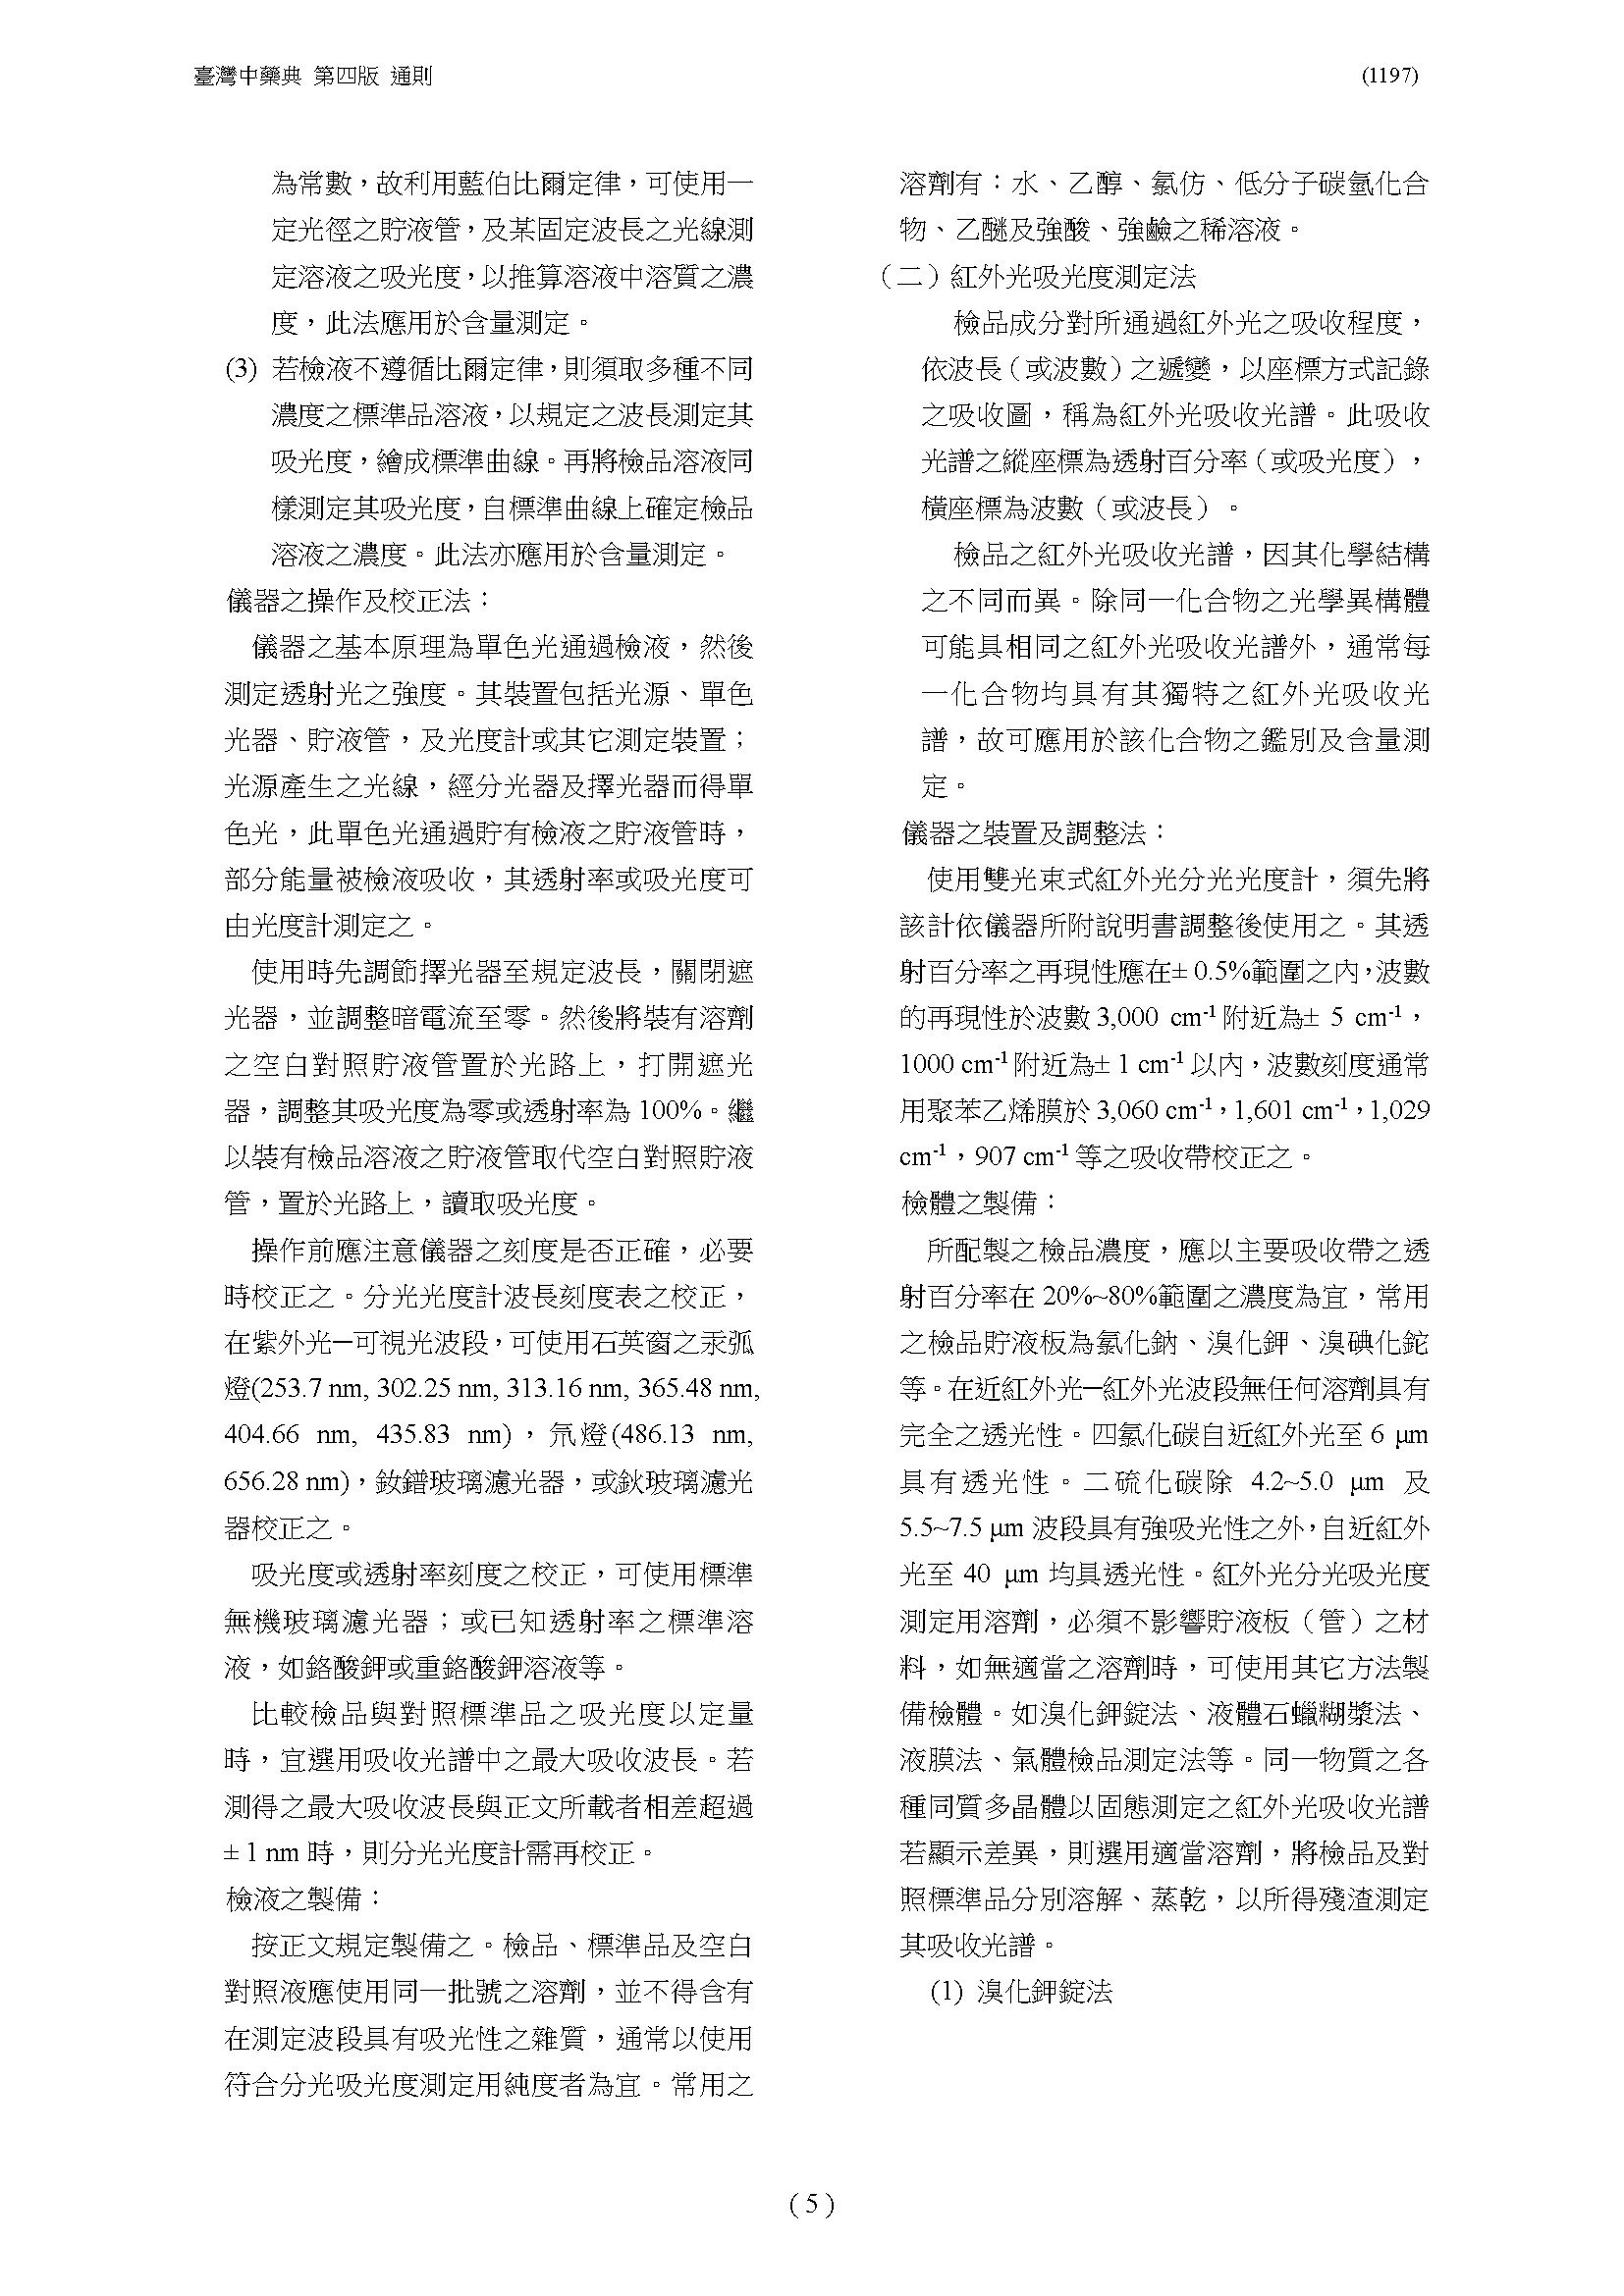 臺灣中藥典 第四版 通則
(1197)
為常數，故利用藍伯比爾定律，可使用一
定光徑之貯液管，及某固定波長之光線測
定溶液之吸光度，以推算溶液中溶質之濃
度，此法應用於含量測定。
(3) 若檢液不遵循比爾定律，則須取多種不同
濃度之標準品溶液，以規定之波長測定其
吸光度，繪成標準曲線。再將檢品溶液同
樣測定其吸光度，自標準曲線上確定檢品
溶液之濃度。此法亦應用於含量測定。
儀器之操作及校正法：
儀器之基本原理為單色光通過檢液，然後
測定透射光之強度。其裝置包括光源、單色
光器、貯液管，及光度計或其它測定裝置；
光源產生之光線，經分光器及擇光器而得單
色光，此單色光通過貯有檢液之貯液管時，
部分能量被檢液吸收，其透射率或吸光度可
由光度計測定之。
使用時先調節擇光器至規定波長，關閉遮
光器，並調整暗電流至零。然後將裝有溶劑
之空白對照貯液管置於光路上，打開遮光
器，調整其吸光度為零或透射率為 100%。繼
以裝有檢品溶液之貯液管取代空白對照貯液
管，置於光路上，讀取吸光度。
操作前應注意儀器之刻度是否正確，必要
時校正之。分光光度計波長刻度表之校正，
在紫外光─可視光波段，可使用石英窗之汞弧
燈(253.7 nm, 302.25 nm, 313.16 nm, 365.48 nm,
404.66 nm, 435.83 nm)，氘燈(486.13 nm,
656.28 nm)，釹鐠玻璃濾光器，或鈥玻璃濾光
器校正之。
吸光度或透射率刻度之校正，可使用標準
無機玻璃濾光器；或已知透射率之標準溶
液，如鉻酸鉀或重鉻酸鉀溶液等。
比較檢品與對照標準品之吸光度以定量
時，宜選用吸收光譜中之最大吸收波長。若
測得之最大吸收波長與正文所載者相差超過
± 1 nm 時，則分光光度計需再校正。
檢液之製備：
按正文規定製備之。檢品、標準品及空白
對照液應使用同一批號之溶劑，並不得含有
在測定波段具有吸光性之雜質，通常以使用
符合分光吸光度測定用純度者為宜。常用之
溶劑有：水、乙醇、氯仿、低分子碳氫化合
物、乙醚及強酸、強鹼之稀溶液。
（二）紅外光吸光度測定法
檢品成分對所通過紅外光之吸收程度，
依波長（或波數）之遞變，以座標方式記錄
之吸收圖，稱為紅外光吸收光譜。此吸收
光譜之縱座標為透射百分率（或吸光度），
橫座標為波數（或波長）。
檢品之紅外光吸收光譜，因其化學結構
之不同而異。除同一化合物之光學異構體
可能具相同之紅外光吸收光譜外，通常每
一化合物均具有其獨特之紅外光吸收光
譜，故可應用於該化合物之鑑別及含量測
定。
儀器之裝置及調整法：
使用雙光束式紅外光分光光度計，須先將
該計依儀器所附說明書調整後使用之。其透
射百分率之再現性應在± 0.5%範圍之內，波數
的再現性於波數 3,000 cm⁻¹ 附近為± 5 cm⁻¹，
1000 cm⁻¹ 附近為± 1 cm⁻¹ 以內，波數刻度通常
用聚苯乙烯膜於 3,060 cm⁻¹，1,601 cm⁻¹，1,029
cm⁻¹，907 cm⁻¹ 等之吸收帶校正之。
檢體之製備：
所配製之檢品濃度，應以主要吸收帶之透
射百分率在 20%~80%範圍之濃度為宜，常用
之檢品貯液板為氯化鈉、溴化鉀、溴碘化鉈
等。在近紅外光─紅外光波段無任何溶劑具有
完全之透光性。四氯化碳自近紅外光至 6 μm
具有透光性。二硫化碳除 4.2~5.0 μm 及
5.5~7.5 μm 波段具有強吸光性之外，自近紅外
光至 40 μm 均具透光性。紅外光分光吸光度
測定用溶劑，必須不影響貯液板（管）之材
料，如無適當之溶劑時，可使用其它方法製
備檢體。如溴化鉀錠法、液體石蠟糊漿法、
液膜法、氣體檢品測定法等。同一物質之各
種同質多晶體以固態測定之紅外光吸收光譜
若顯示差異，則選用適當溶劑，將檢品及對
照標準品分別溶解、蒸乾，以所得殘渣測定
其吸收光譜。
(1) 溴化鉀錠法
( 5 )